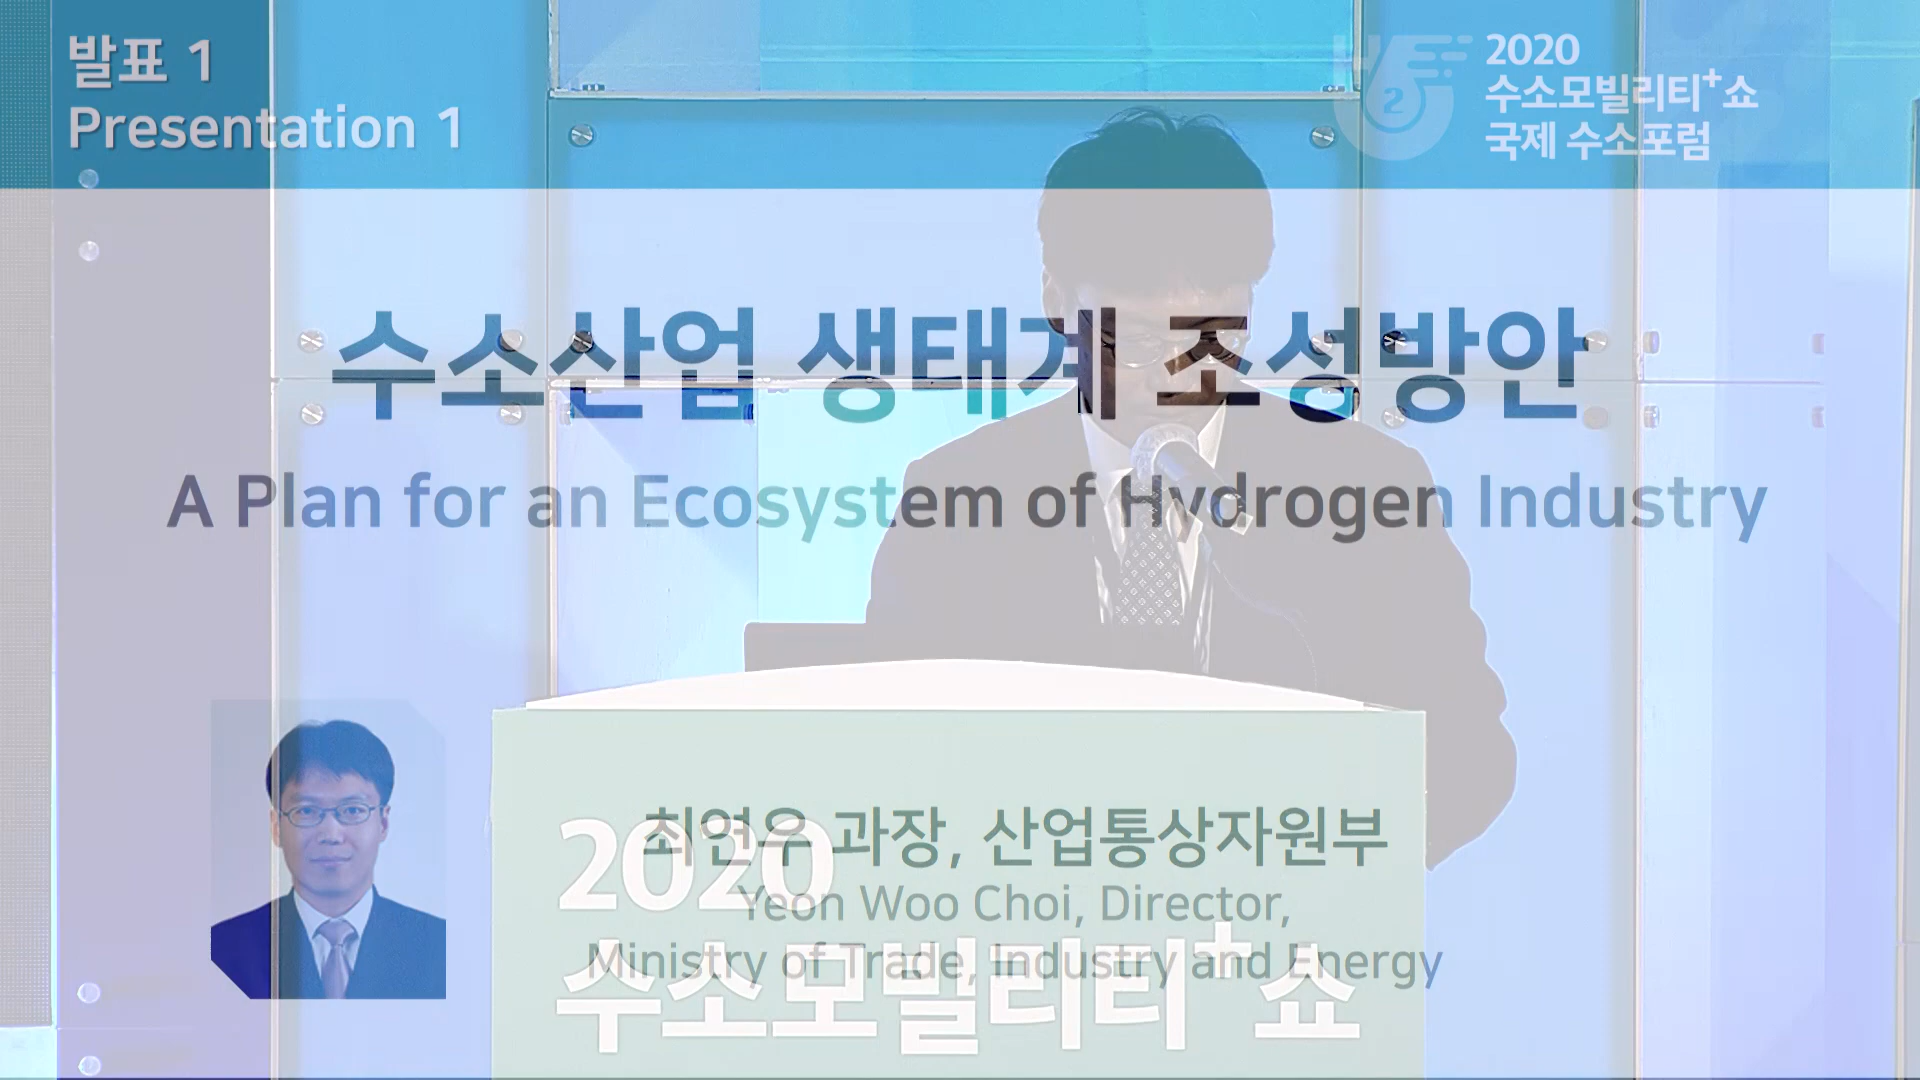 발표 1
Presentation 1
2020
수소모빌리티+쇼
국제 수소포럼
수소산업 생태계 조성방안
A Plan for an Ecosystem of Hydrogen Industry
최연우 과장, 산업통상자원부
Yeon Woo Choi, Director,
Ministry of Trade, Industry and Energy
2020
수소모빌리티+쇼